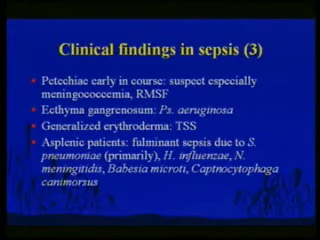 Clinical findings in sepsis (3)
Petechiae early in course: suspect especially
meningococcemia, RMSF
Ecthyma gangrenosum: Ps. aeruginosa
Generalized erythroderma: TSS
Asplenic patients: fulminant sepsis due to S.
pneumoniae (primarily), H. influenzae, N.
meningitidis, Babesia microti, Captnocytophaga
canimorsus